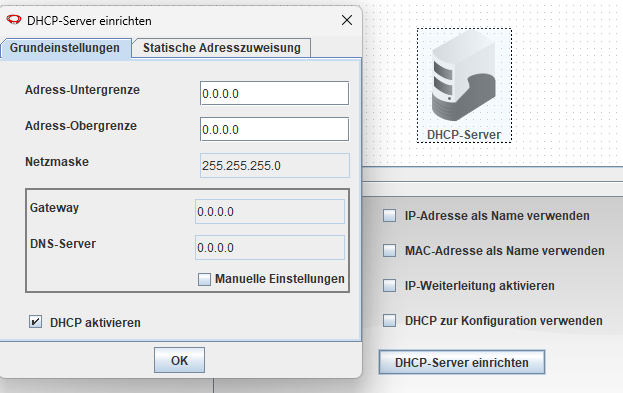 DHCP-Server einrichten
Grundeinstellungen
Statische Adresszuweisung
Adress-Untergrenze
0.0.0.0
Adress-Obergrenze
0.0.0.0
Netzmaske
255.255.255.0
Gateway
0.0.0.0
DNS-Server
0.0.0.0
Manuelle Einstellungen
DHCP aktivieren
OK
DHCP-Server
IP-Adresse als Name verwenden
MAC-Adresse als Name verwenden
IP-Weiterleitung aktivieren
DHCP zur Konfiguration verwenden
DHCP-Server einrichten